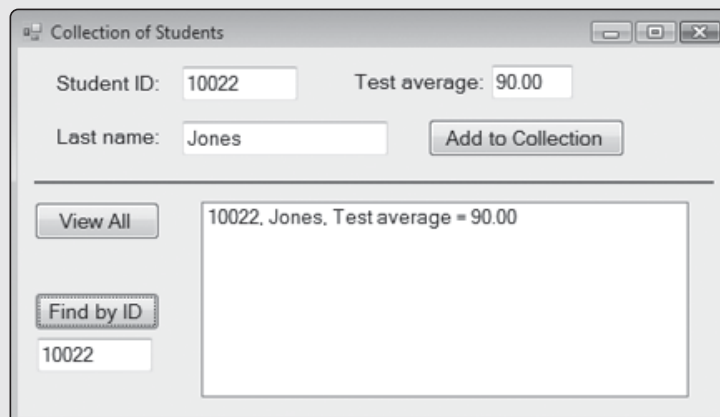 Collection of Students
Student ID: 10022 Test average: 90.00
Last name: Jones Add to Collection
View All
10022, Jones, Test average = 90.00
Find by ID
10022